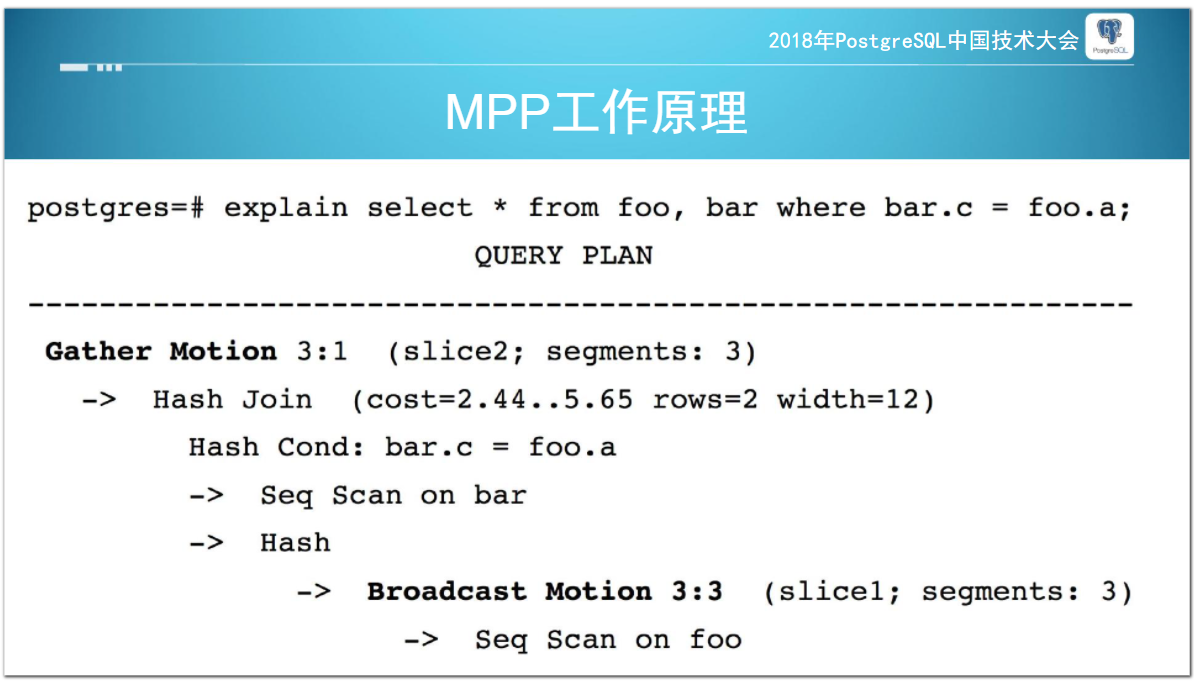 2018年PostgreSQL中国技术大会
PostgreSQL
MPP工作原理
postgres=# explain select * from foo, bar where bar.c = foo.a;
QUERY PLAN
--------------------------------------------------------------
Gather Motion 3:1 (slice2; segments: 3)
-> Hash Join (cost=2.44..5.65 rows=2 width=12)
Hash Cond: bar.c = foo.a
-> Seq Scan on bar
-> Hash
-> Broadcast Motion 3:3 (slice1; segments: 3)
-> Seq Scan on foo